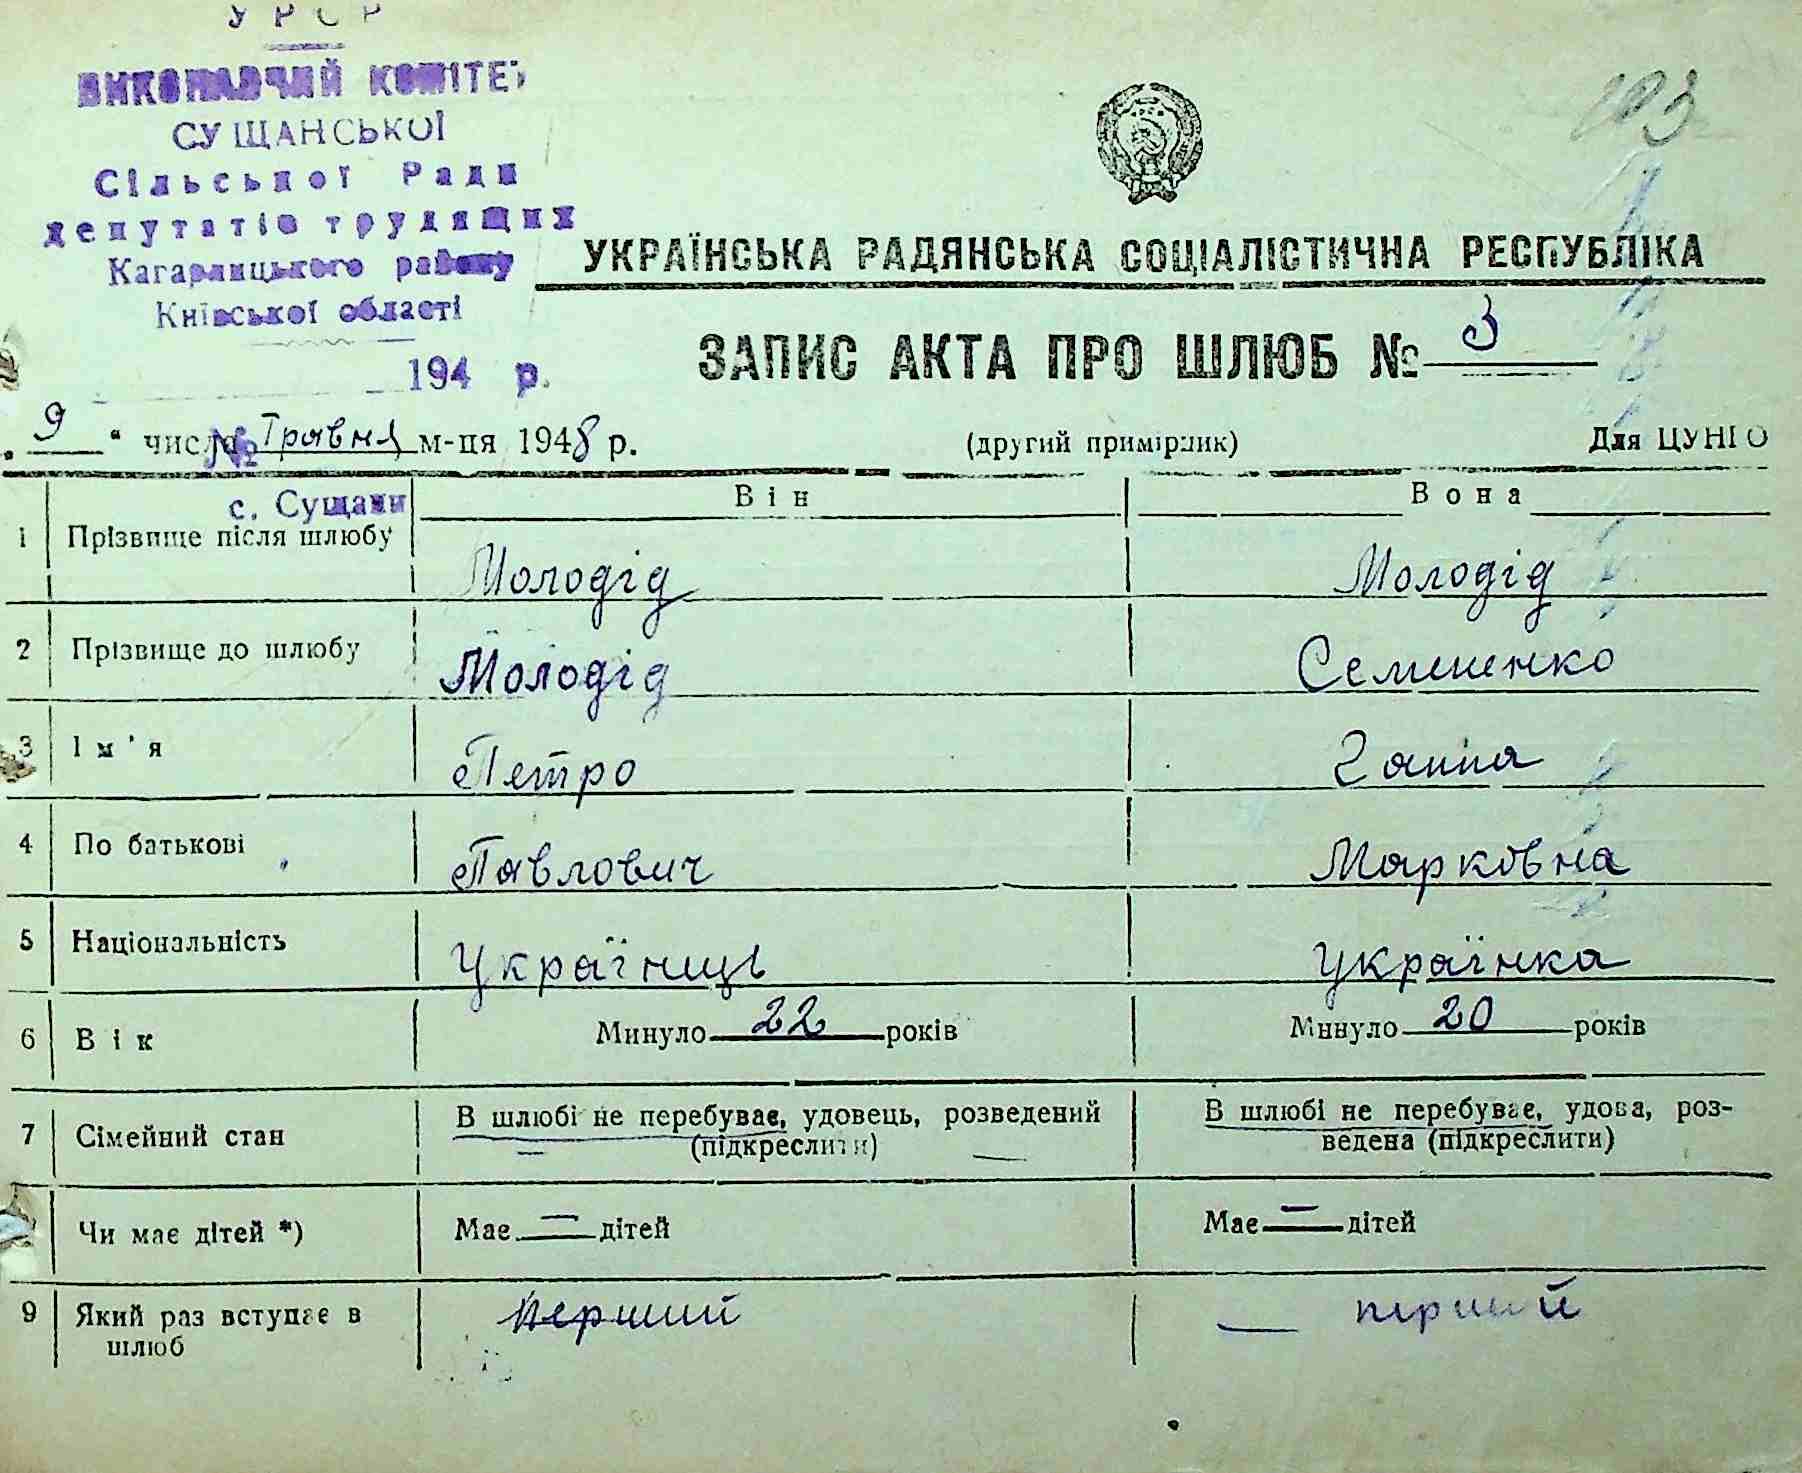 УРСР
ВИКОНАВЧИЙ КОМІТЕТ
СУЩАНСЬКОЇ
Сільської Ради
депутатів трудящих
Кагарлицького району
Київської області
194 р.
№
с. Сущани
103
УКРАЇНСЬКА РАДЯНСЬКА СОЦІАЛІСТИЧНА РЕСПУБЛІКА
ЗАПИС АКТА ПРО ШЛЮБ № 3
„ 9 “ числа Травня м-ця 1948 р. (другий примірник) Для ЦУНГО
Він Вона
1 Прізвище після шлюбу Молодід Молодід
2 Прізвище до шлюбу Молодід Семененко
3 Ім'я Петро Ганна
4 По батькові Павлович Марковна
5 Національність Українець Українка
6 Вік Минуло 22 років Минуло 20 років
7 Сімейний стан В шлюбі не перебуває, удовець, розведений В шлюбі не перебуває, удова, роз-
(підкреслити) ведена (підкреслити)
Чи має дітей *) Має — дітей Має — дітей
9 Який раз вступає в перший — перший
шлюб